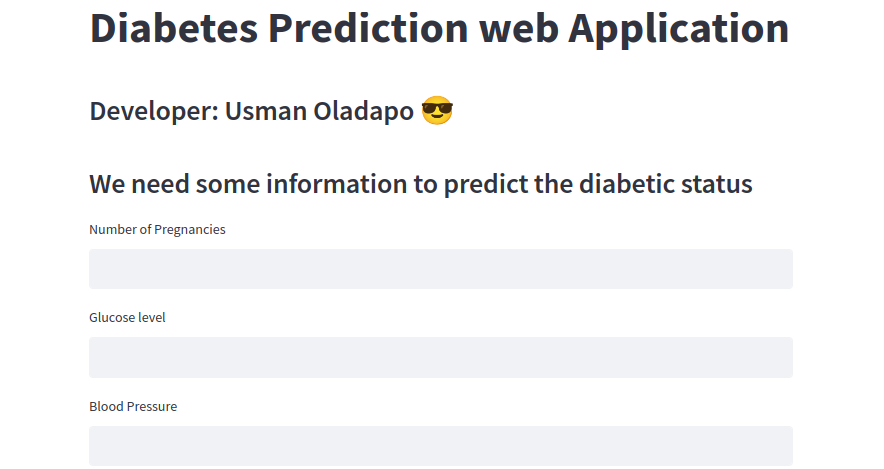 Diabetes Prediction web Application
Developer: Usman Oladapo 😎
We need some information to predict the diabetic status
Number of Pregnancies
Glucose level
Blood Pressure